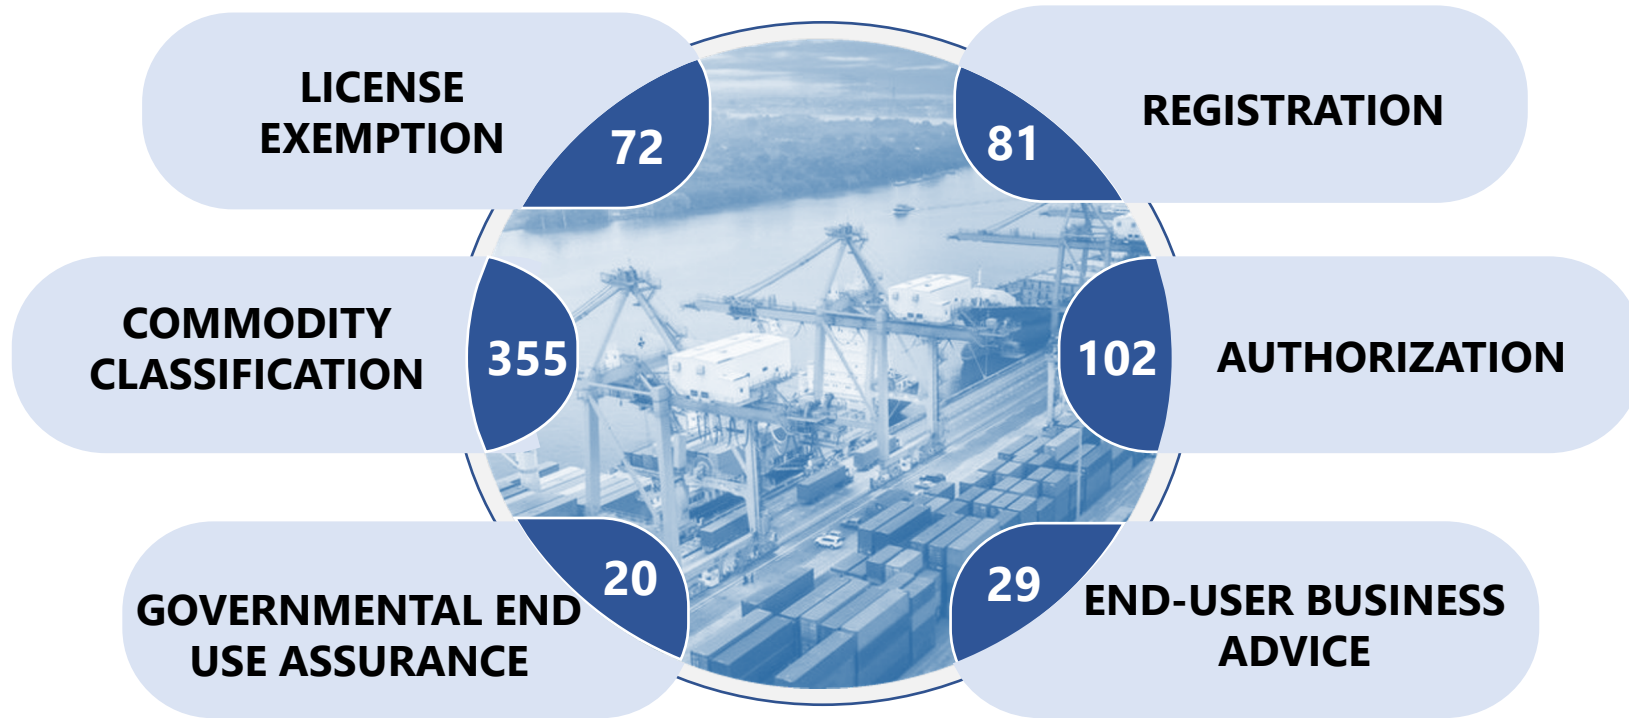 LICENSE
EXEMPTION
72
81
REGISTRATION
COMMODITY
CLASSIFICATION
355
102
AUTHORIZATION
GOVERNMENTAL END
USE ASSURANCE
20
29
END-USER BUSINESS
ADVICE